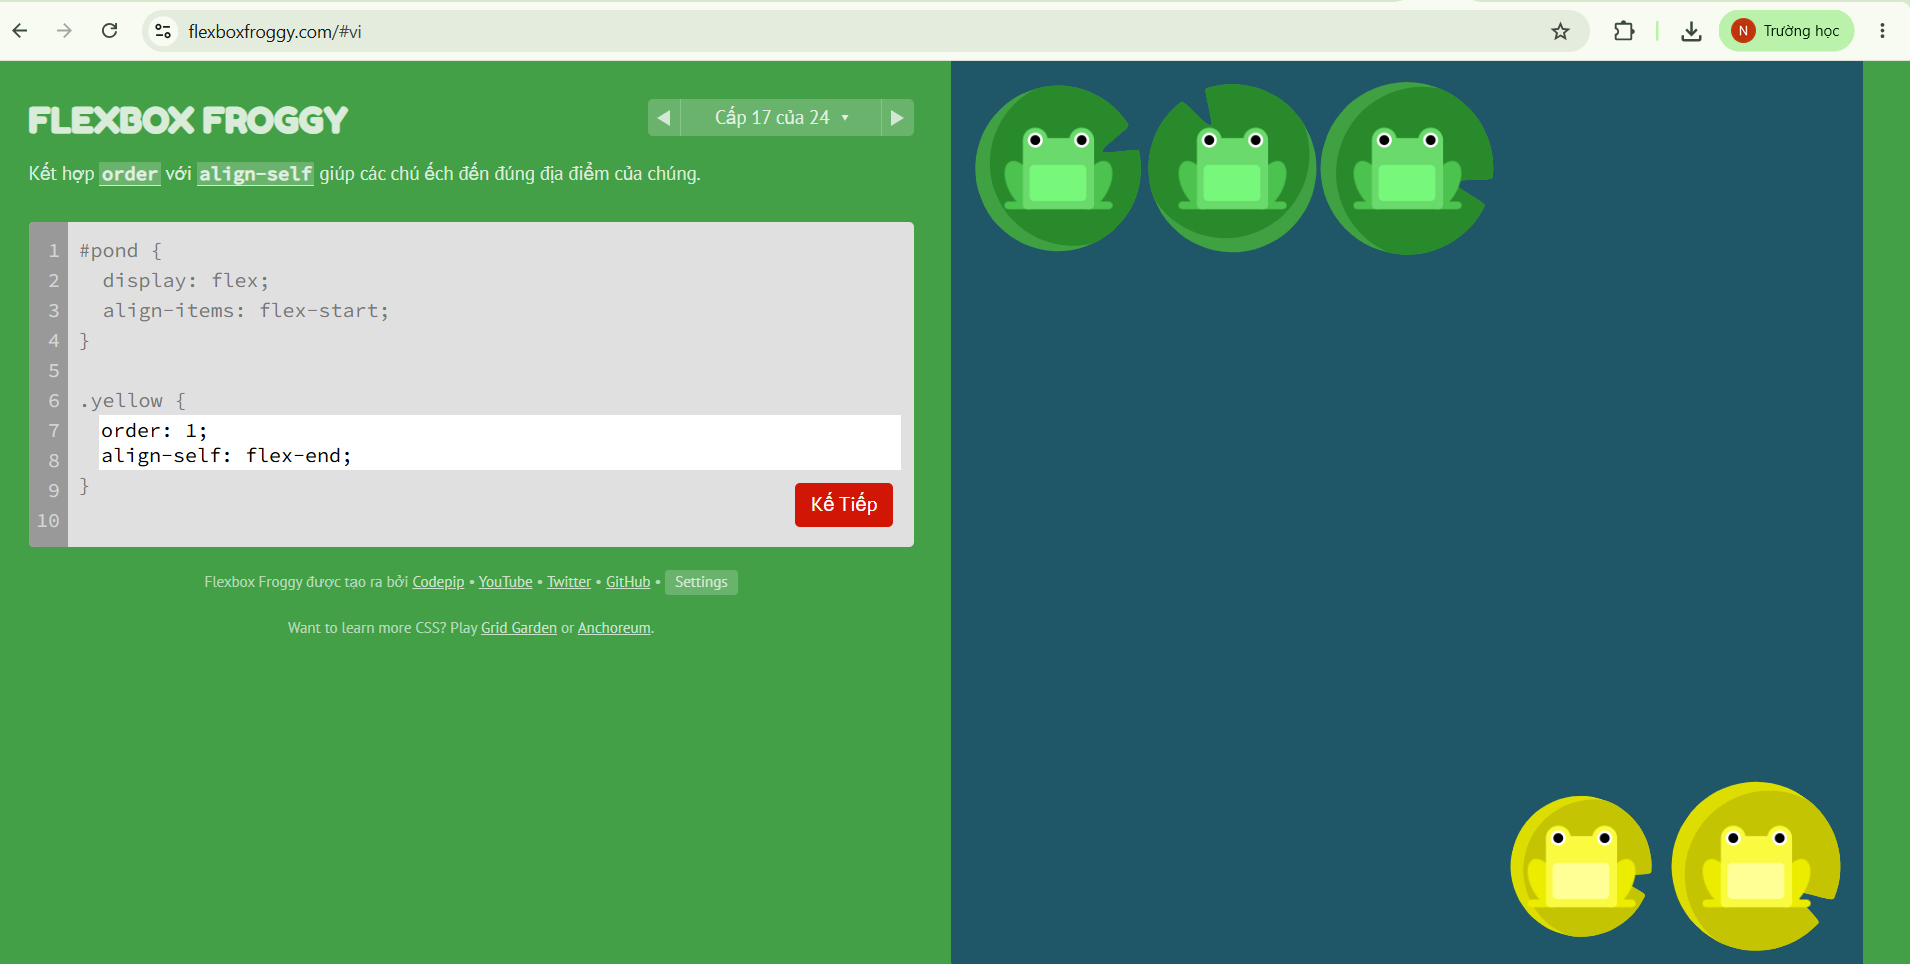 flexboxfroggy.com/#vi
N Trường học
FLEXBOX FROGGY
Cấp 17 của 24
Kết hợp order với align-self giúp các chú ếch đến đúng địa điểm của chúng.
1 #pond {
2 display: flex;
3 align-items: flex-start;
4 }
5
6 .yellow {
7 order: 1;
8 align-self: flex-end;
9 }
10
Kế Tiếp
Flexbox Froggy được tạo ra bởi Codepip • YouTube • Twitter • GitHub • Settings
Want to learn more CSS? Play Grid Garden or Anchoreum.